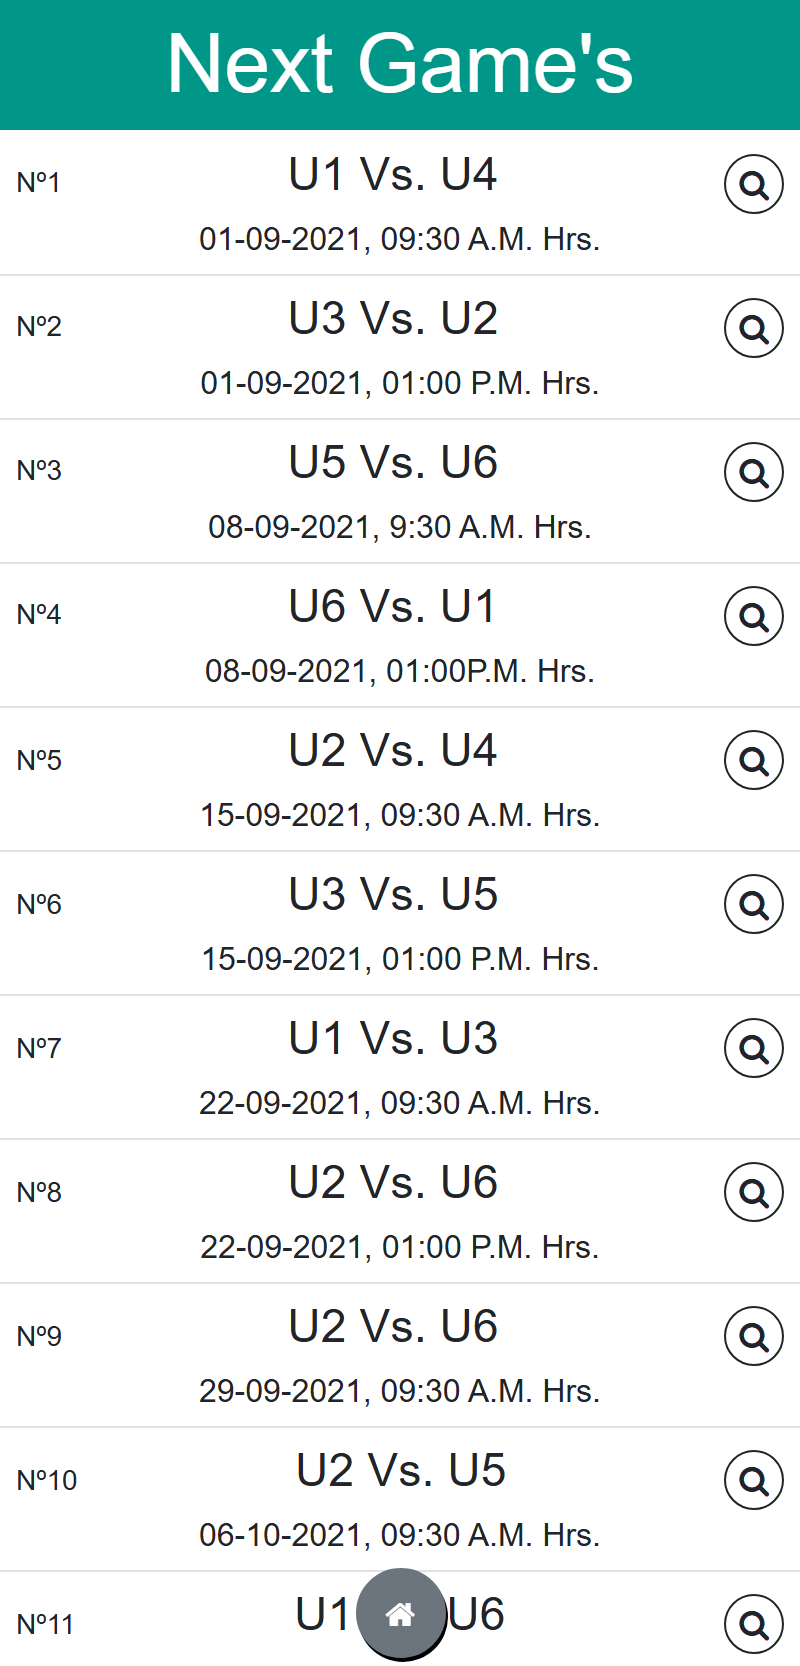 Next Game's
Nº1
U1 Vs. U4
01-09-2021, 09:30 A.M. Hrs.
Nº2
U3 Vs. U2
01-09-2021, 01:00 P.M. Hrs.
Nº3
U5 Vs. U6
08-09-2021, 9:30 A.M. Hrs.
Nº4
U6 Vs. U1
08-09-2021, 01:00P.M. Hrs.
Nº5
U2 Vs. U4
15-09-2021, 09:30 A.M. Hrs.
Nº6
U3 Vs. U5
15-09-2021, 01:00 P.M. Hrs.
Nº7
U1 Vs. U3
22-09-2021, 09:30 A.M. Hrs.
Nº8
U2 Vs. U6
22-09-2021, 01:00 P.M. Hrs.
Nº9
U2 Vs. U6
29-09-2021, 09:30 A.M. Hrs.
Nº10
U2 Vs. U5
06-10-2021, 09:30 A.M. Hrs.
Nº11
U1 U6